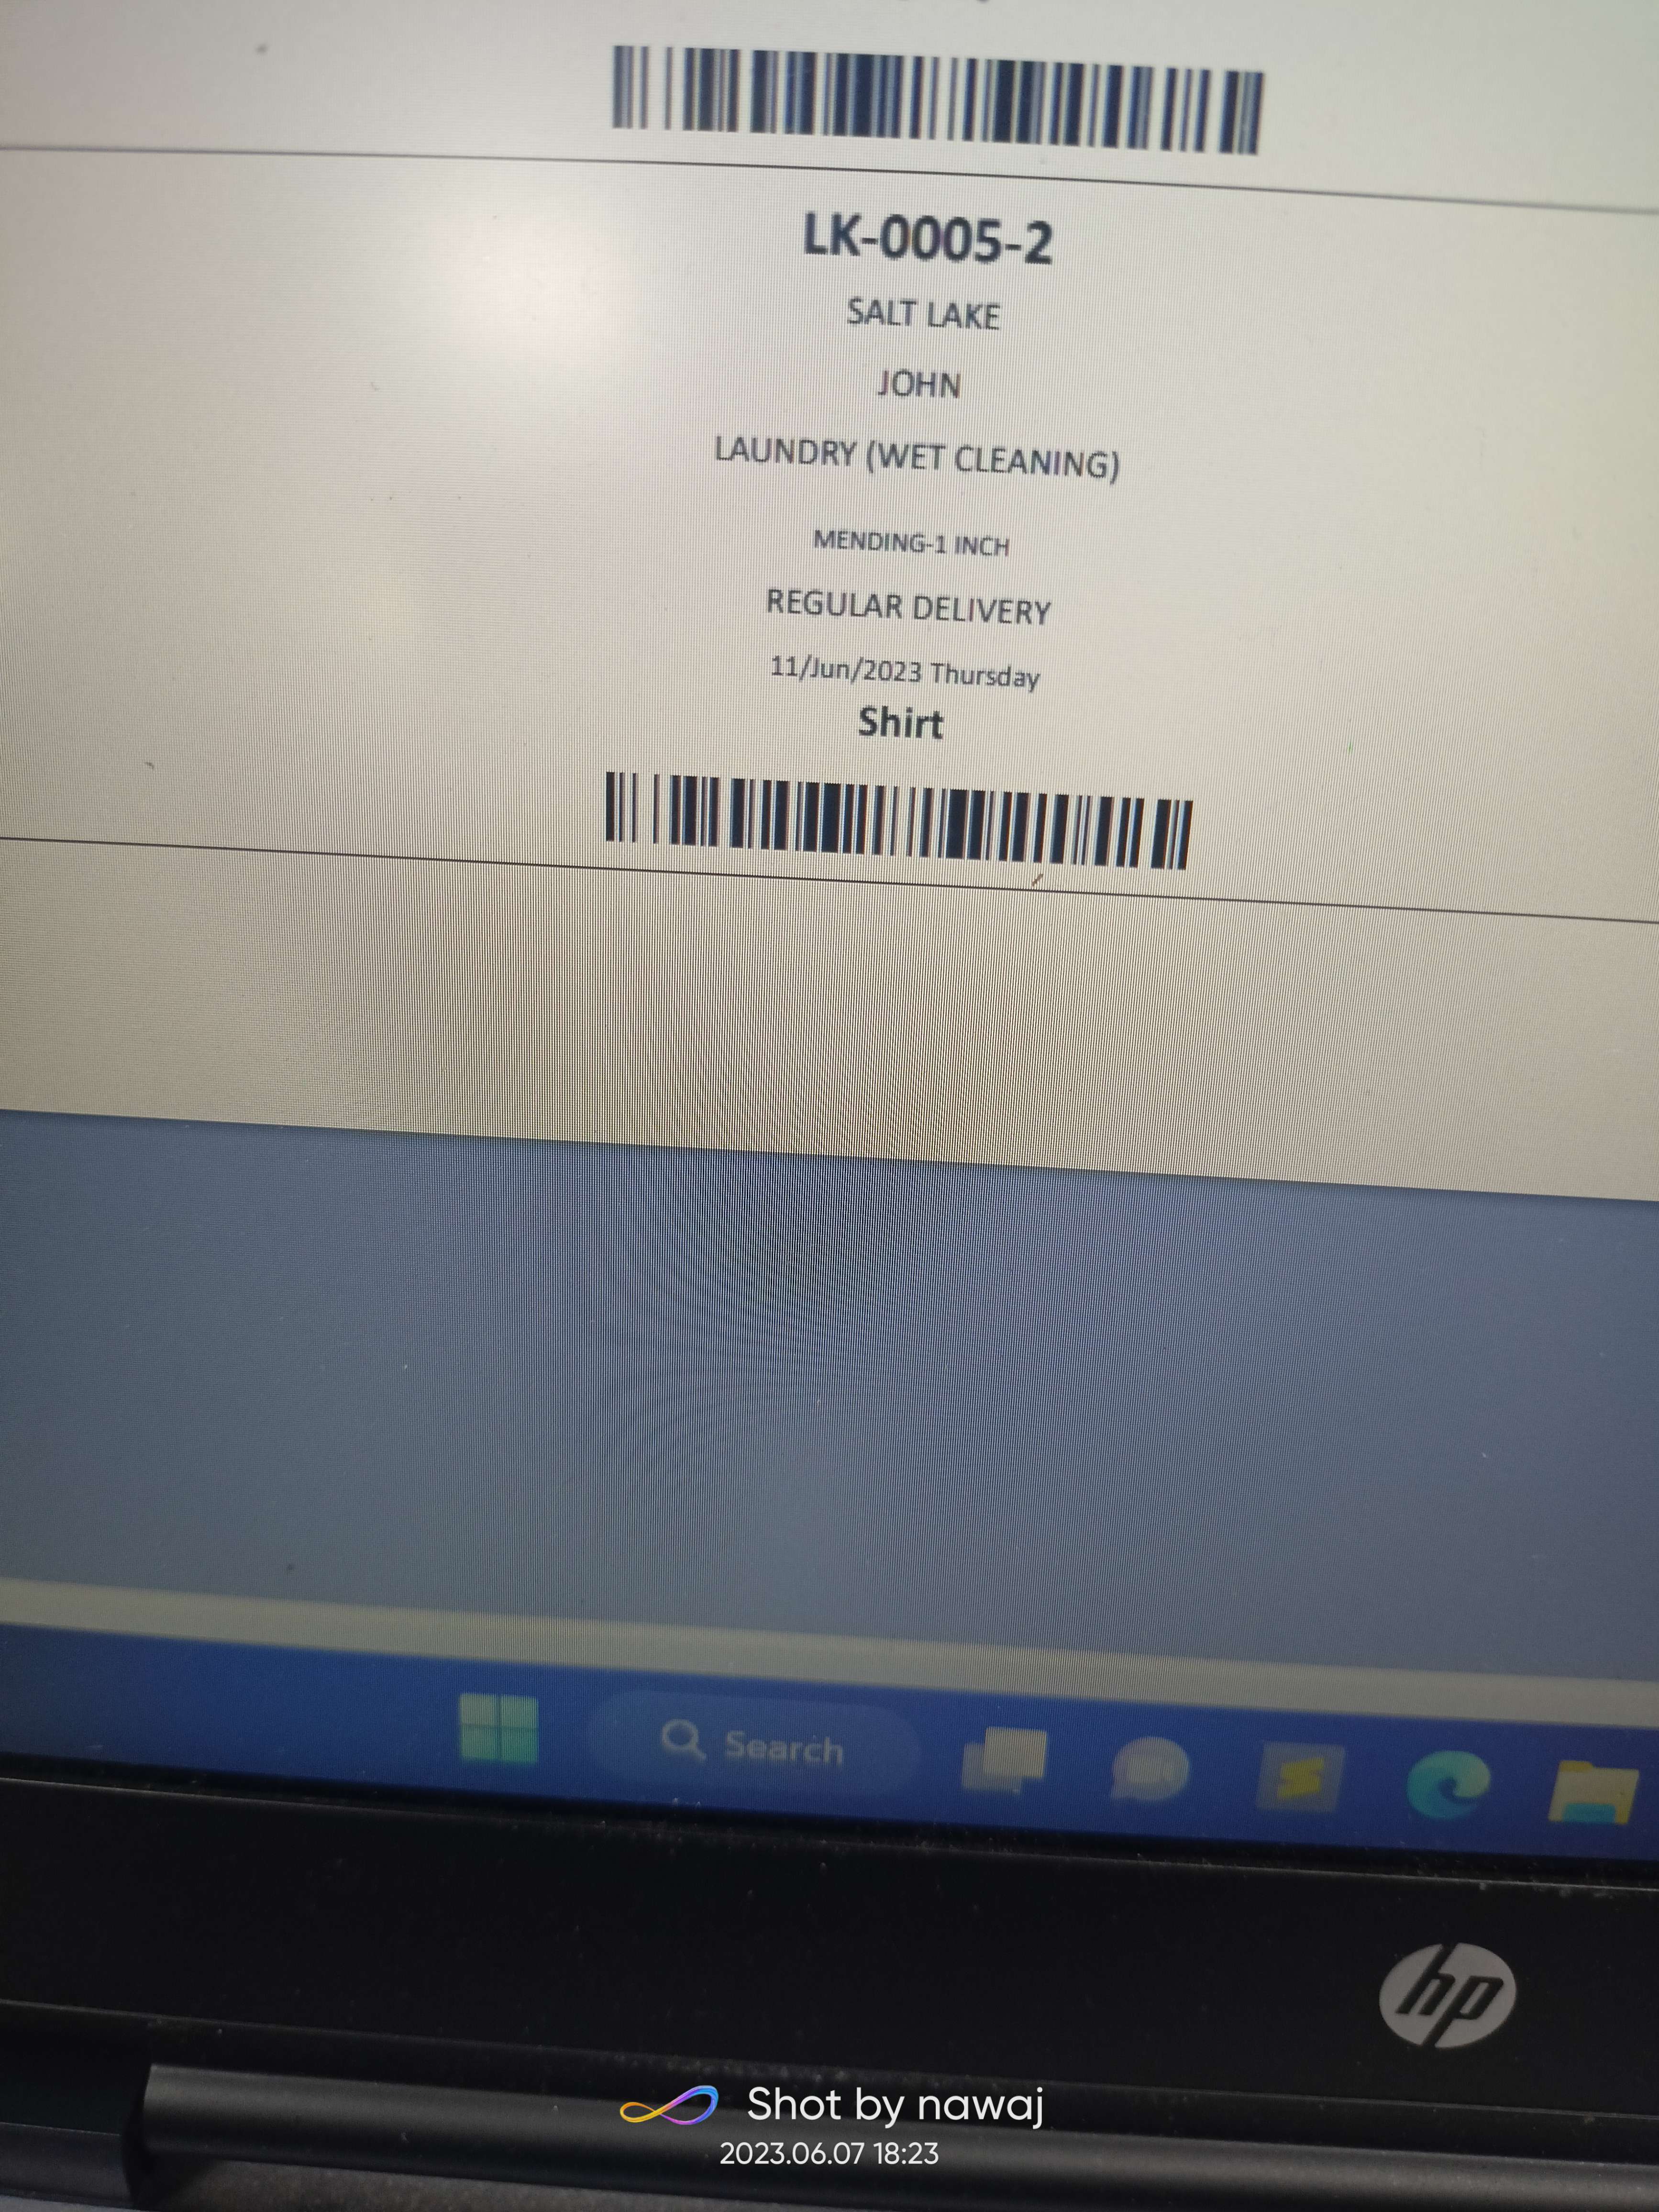 LK-0005-2
SALT LAKE
JOHN
LAUNDRY (WET CLEANING)
MENDING-1 INCH
REGULAR DELIVERY
11/Jun/2023 Thursday
Shirt
Search
hp
Shot by nawaj
2023.06.07 18:23